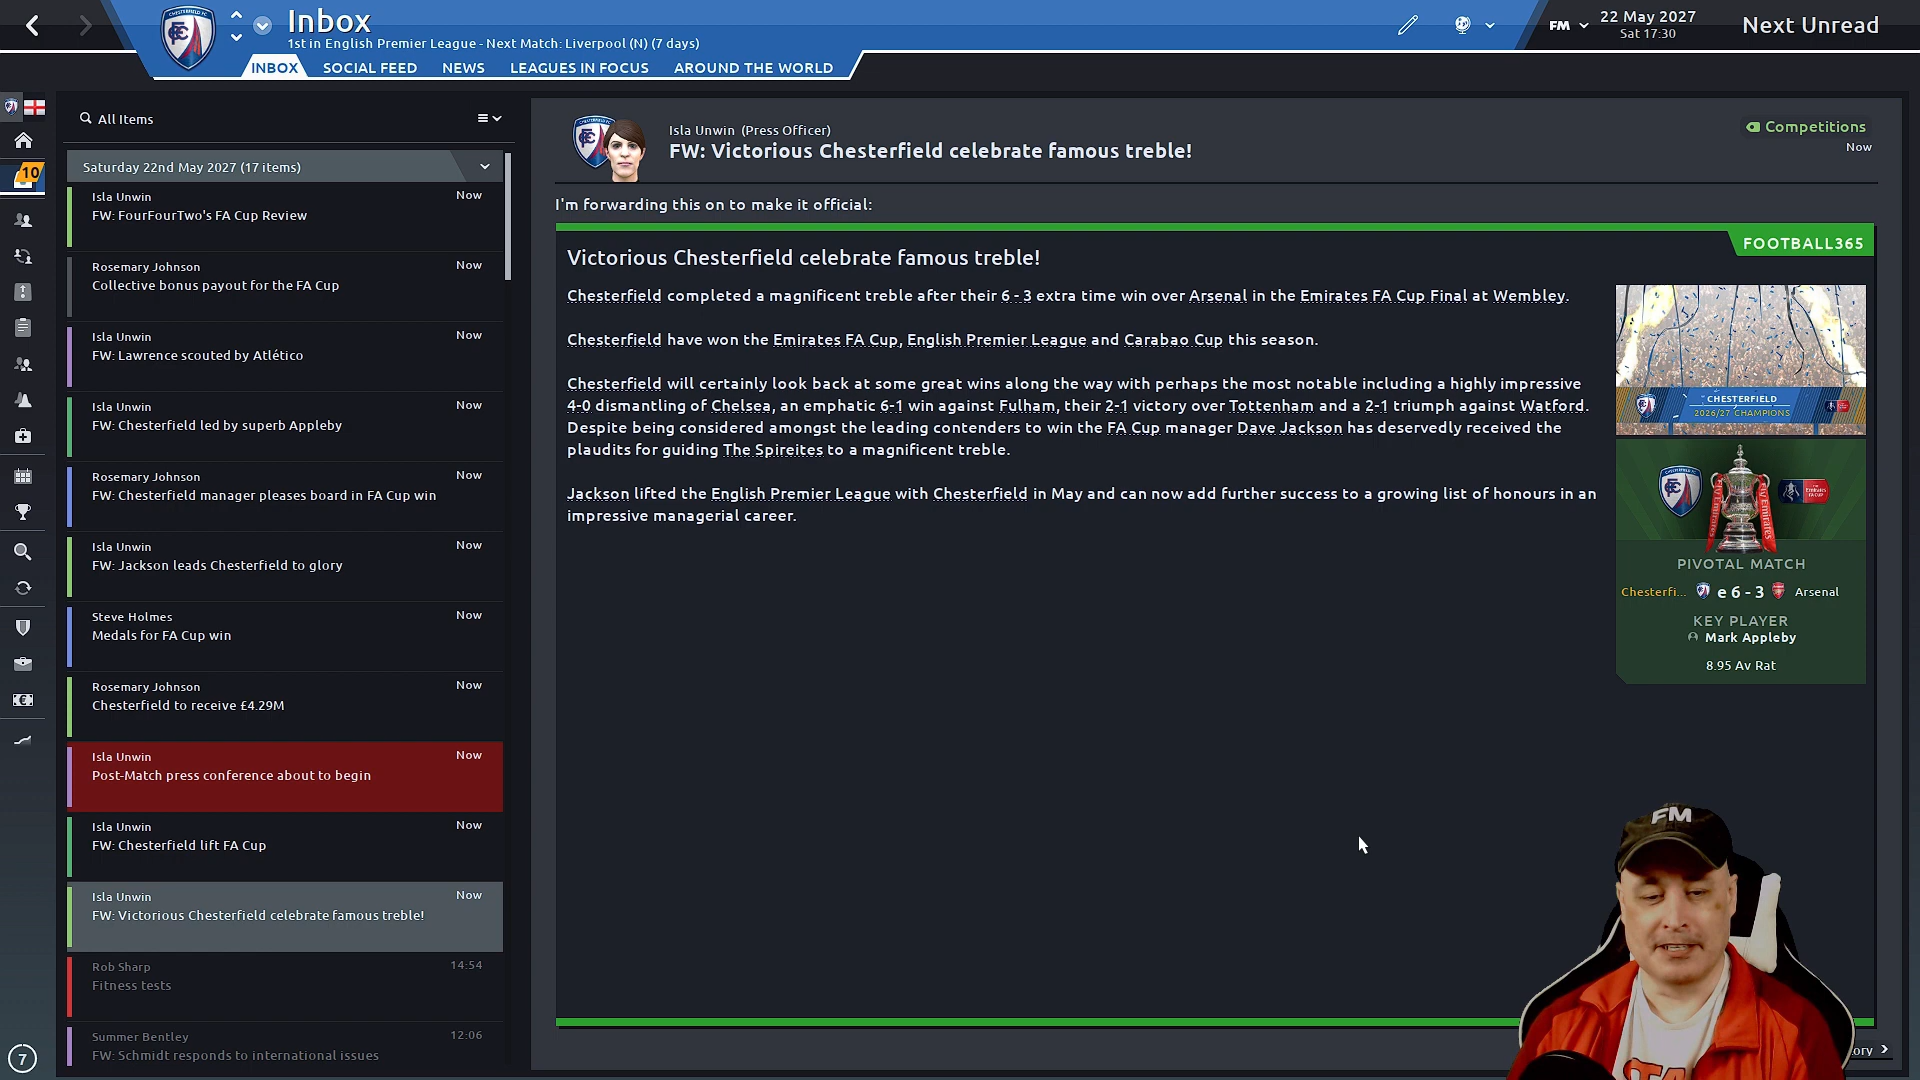 Inbox
1st in English Premier League - Next Match: Liverpool (N) (7 days)
FM
22 May 2027
Sat 17:30
Next Unread
INBOX
SOCIAL FEED
NEWS
LEAGUES IN FOCUS
AROUND THE WORLD
10
7
All Items
Saturday 22nd May 2027 (17 items)
Isla Unwin
Now
FW: FourFourTwo's FA Cup Review
Rosemary Johnson
Now
Collective bonus payout for the FA Cup
Isla Unwin
Now
FW: Lawrence scouted by Atlético
Isla Unwin
Now
FW: Chesterfield led by superb Appleby
Rosemary Johnson
Now
FW: Chesterfield manager pleases board in FA Cup win
Isla Unwin
Now
FW: Jackson leads Chesterfield to glory
Steve Holmes
Now
Medals for FA Cup win
Rosemary Johnson
Now
Chesterfield to receive £4.29M
Isla Unwin
Now
Post-Match press conference about to begin
Isla Unwin
Now
FW: Chesterfield lift FA Cup
Isla Unwin
Now
FW: Victorious Chesterfield celebrate famous treble!
Rob Sharp
14:54
Fitness tests
Summer Bentley
12:06
FW: Schmidt responds to international issues
Isla Unwin (Press Officer)
FW: Victorious Chesterfield celebrate famous treble!
Competitions
Now
I'm forwarding this on to make it official:
FOOTBALL365
Victorious Chesterfield celebrate famous treble!
Chesterfield completed a magnificent treble after their 6 - 3 extra time win over Arsenal in the Emirates FA Cup Final at Wembley.
Chesterfield have won the Emirates FA Cup, English Premier League and Carabao Cup this season.
Chesterfield will certainly look back at some great wins along the way with perhaps the most notable including a highly impressive
4-0 dismantling of Chelsea, an emphatic 6-1 win against Fulham, their 2-1 victory over Tottenham and a 2-1 triumph against Watford.
Despite being considered amongst the leading contenders to win the FA Cup manager Dave Jackson has deservedly received the
plaudits for guiding The Spireites to a magnificent treble.
Jackson lifted the English Premier League with Chesterfield in May and can now add further success to a growing list of honours in an
impressive managerial career.
CHESTERFIELD
2026/27 CHAMPIONS
PIVOTAL MATCH
Chesterfi...
e 6 - 3
Arsenal
KEY PLAYER
Mark Appleby
8.95 Av Rat
FM
ory